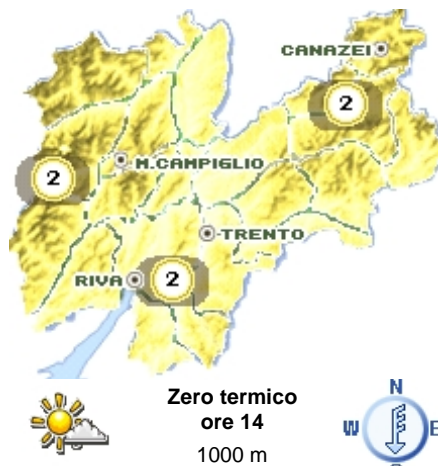 CANAZEI
2
M.CAMPIGLIO
2
TRENTO
RIVA
2
Zero termico
ore 14
1000 m
N
W
E